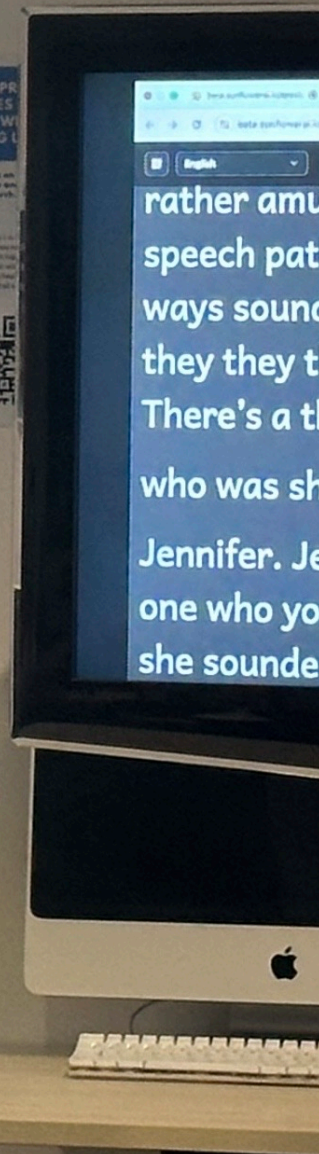 English
rather amu
speech pat
ways sound
they they t
There's a th
who was sh
Jennifer. Je
one who yo
she sounde